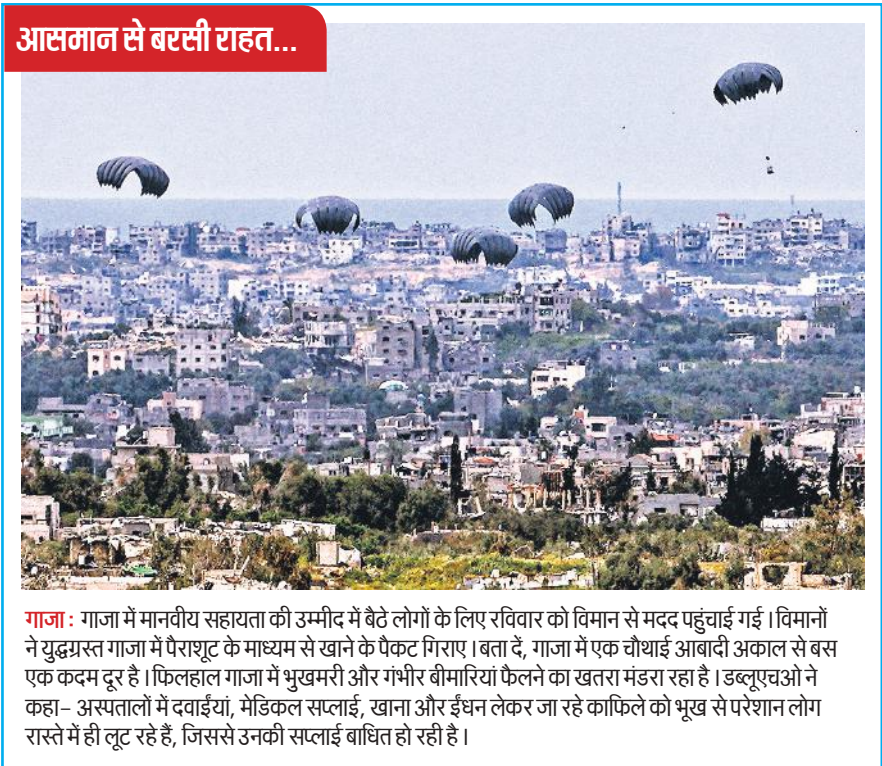 आसमान से बरसी राहत...
गाजा : गाजा में मानवीय सहायता की उम्मीद में बैठे लोगों के लिए रविवार को विमान से मदद पहुंचाई गई । विमानों
ने युद्धग्रस्त गाजा में पैराशूट के माध्यम से खाने के पैकट गिराए । बता दें, गाजा में एक चौथाई आबादी अकाल से बस
एक कदम दूर है । फिलहाल गाजा में भुखमरी और गंभीर बीमारियां फैलने का खतरा मंडरा रहा है । डब्लूएचओ ने
कहा– अस्पतालों में दवाईंयां, मेडिकल सप्लाई, खाना और ईंधन लेकर जा रहे काफिले को भूख से परेशान लोग
रास्ते में ही लूट रहे हैं, जिससे उनकी सप्लाई बाधित हो रही है ।